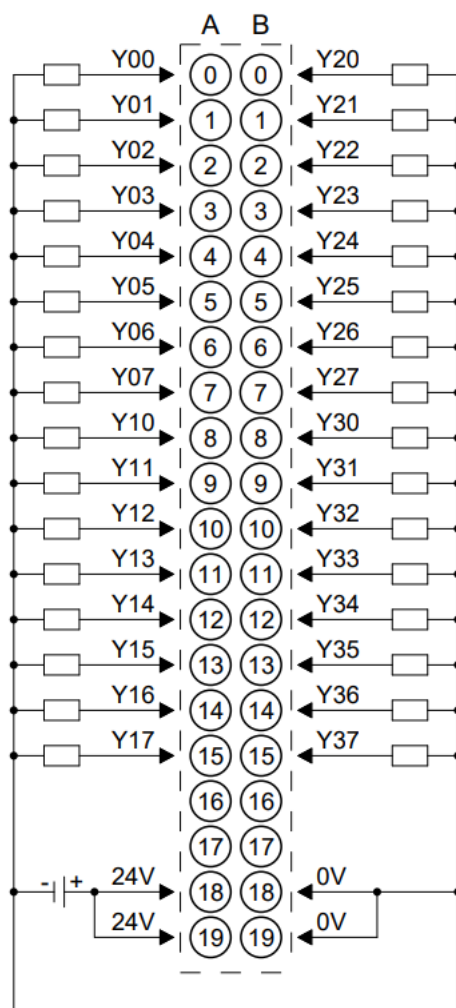 A B
Y00 0 0 Y20
Y01 1 1 Y21
Y02 2 2 Y22
Y03 3 3 Y23
Y04 4 4 Y24
Y05 5 5 Y25
Y06 6 6 Y26
Y07 7 7 Y27
Y10 8 8 Y30
Y11 9 9 Y31
Y12 10 10 Y32
Y13 11 11 Y33
Y14 12 12 Y34
Y15 13 13 Y35
Y16 14 14 Y36
Y17 15 15 Y37
16 16
17 17
- + 24V 18 18 0V
24V 19 19 0V